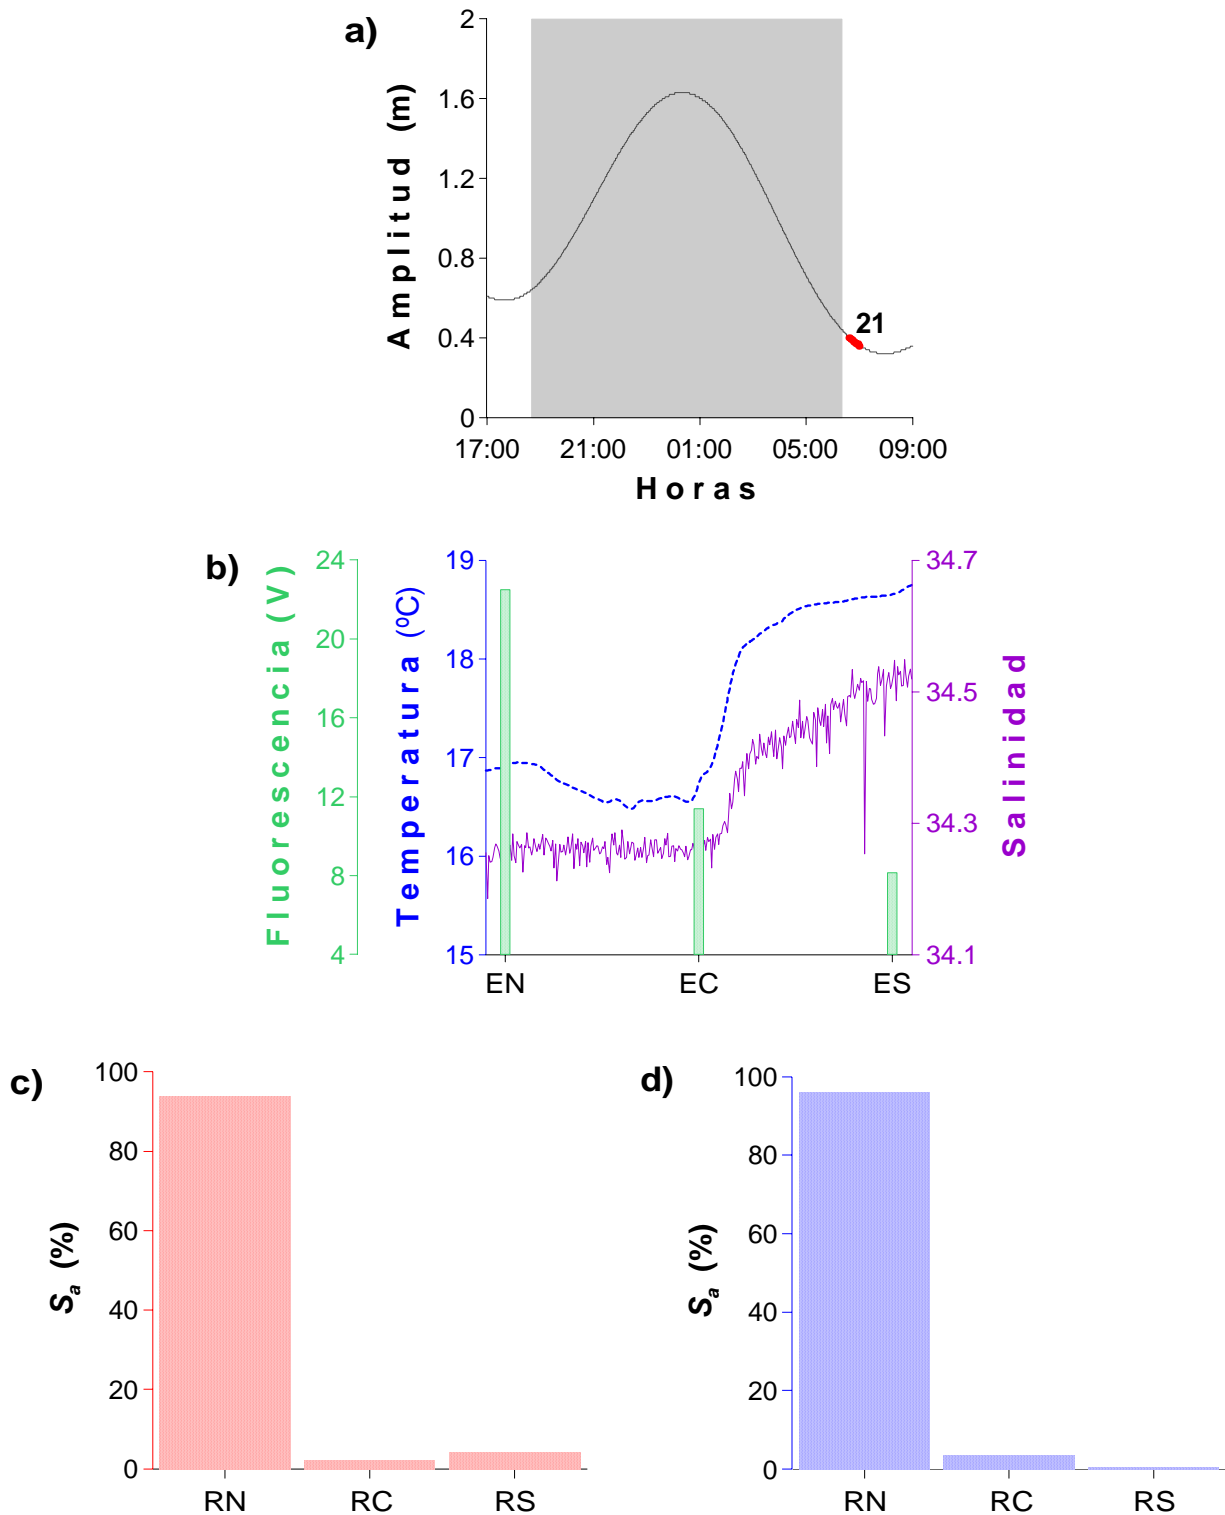 a)
Amplitud (m)
2
1.6
1.2
0.8
0.4
0
21
17:00 21:00 01:00 05:00 09:00
Horas
b)
Fluorescencia (V)
24
20
16
12
8
4
Temperatura (ºC)
19
18
17
16
15
34.7
34.5
34.3
34.1
Salinidad
EN EC ES
c)
Sa (%)
100
80
60
40
20
0
RN RC RS
d)
Sa (%)
100
80
60
40
20
0
RN RC RS